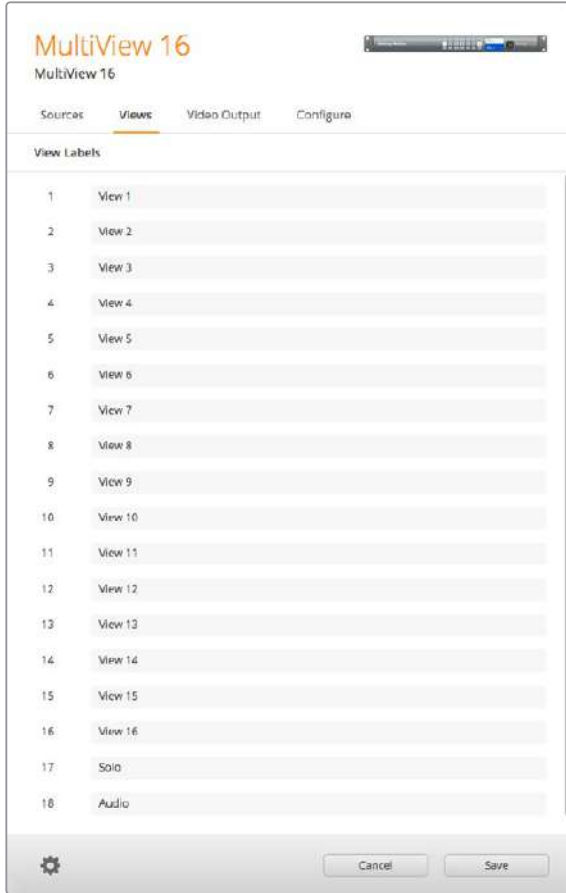 MultiView 16
MultiView 16
Sources Views Video Output Configure
View Labels
1 View 1
2 View 2
3 View 3
4 View 4
5 View 5
6 View 6
7 View 7
8 View 8
9 View 9
10 View 10
11 View 11
12 View 12
13 View 13
14 View 14
15 View 15
16 View 16
17 Solo
18 Audio
Cancel Save